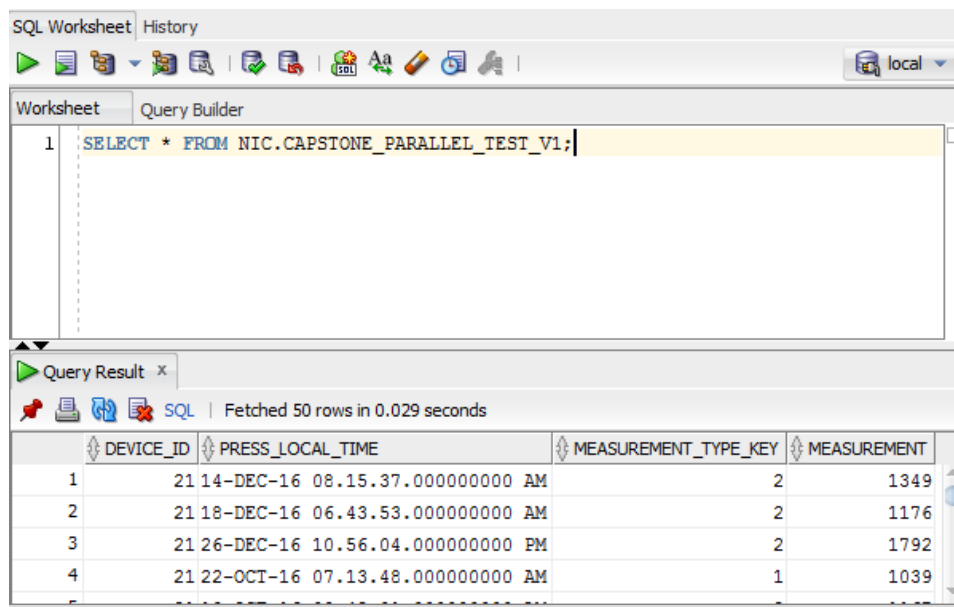 SQL Worksheet History
local
Worksheet Query Builder
1 SELECT * FROM NIC.CAPSTONE_PARALLEL_TEST_V1;
Query Result x
SQL | Fetched 50 rows in 0.029 seconds
DEVICE_ID PRESS_LOCAL_TIME MEASUREMENT_TYPE_KEY MEASUREMENT
1 21 14-DEC-16 08.15.37.000000000 AM 2 1349
2 21 18-DEC-16 06.43.53.000000000 AM 2 1176
3 21 26-DEC-16 10.56.04.000000000 PM 2 1792
4 21 22-OCT-16 07.13.48.000000000 AM 1 1039